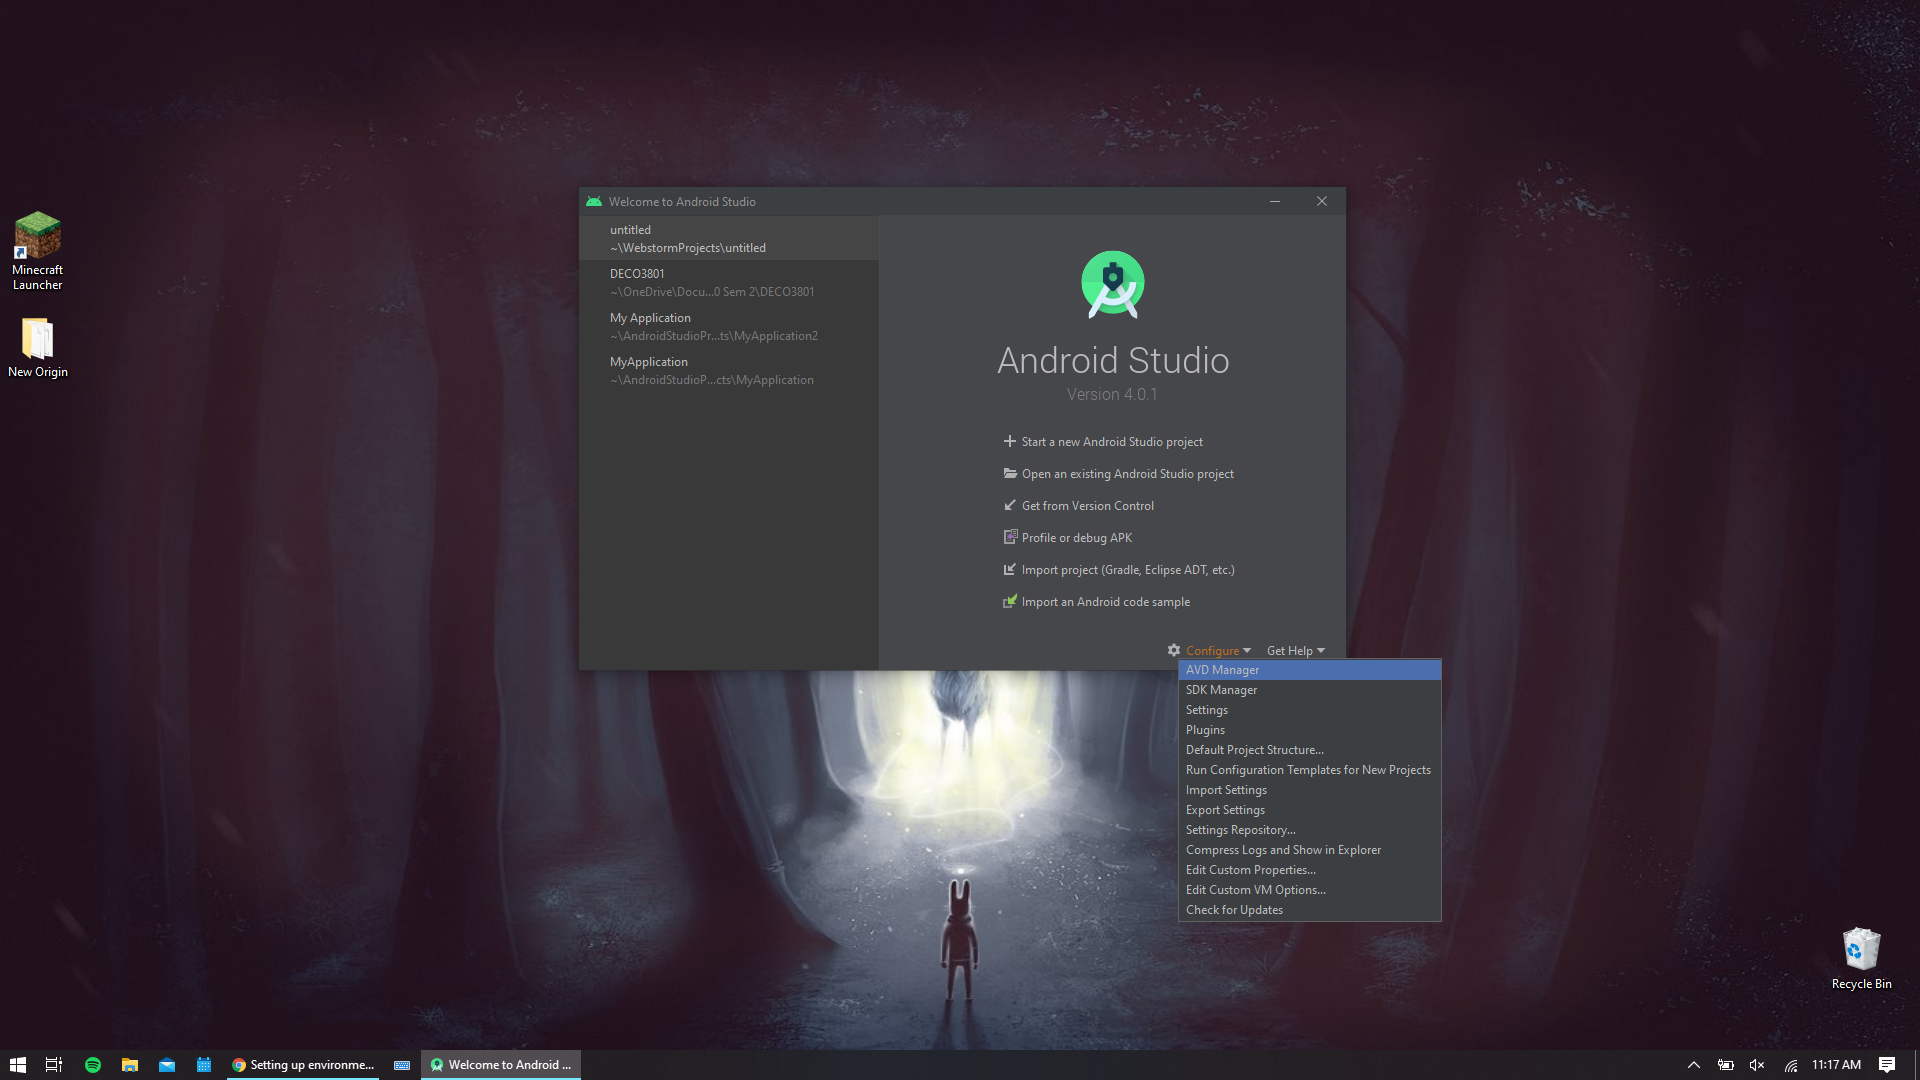 Minecraft
Launcher
New Origin
Welcome to Android Studio
untitled
~\WebstormProjects\untitled
DECO3801
~\OneDrive\Docu...0 Sem 2\DECO3801
My Application
~\AndroidStudioPr...ts\MyApplication2
MyApplication
~\AndroidStudioP...cts\MyApplication
Android Studio
Version 4.0.1
Start a new Android Studio project
Open an existing Android Studio project
Get from Version Control
Profile or debug APK
Import project (Gradle, Eclipse ADT, etc.)
Import an Android code sample
Configure Get Help
AVD Manager
SDK Manager
Settings
Plugins
Default Project Structure...
Run Configuration Templates for New Projects
Import Settings
Export Settings
Settings Repository...
Compress Logs and Show in Explorer
Edit Custom Properties...
Edit Custom VM Options...
Check for Updates
Recycle Bin
Setting up environme...
Welcome to Android ...
11:17 AM